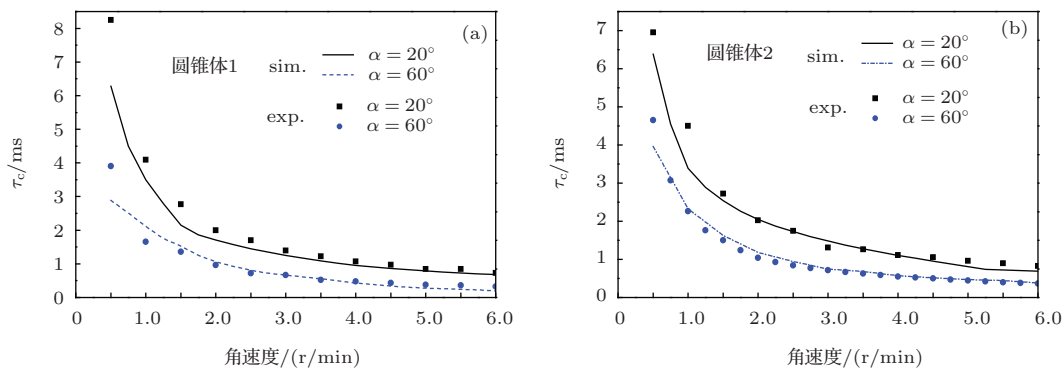 8
7
6
5
4
3
2
1
0
τc/ms
(a)
圆锥体1
sim.
α = 20°
α = 60°
exp.
α = 20°
α = 60°
0 1.0 2.0 3.0 4.0 5.0 6.0
角速度/(r/min)
7
6
5
4
3
2
1
0
τc/ms
(b)
圆锥体2
sim.
α = 20°
α = 60°
exp.
α = 20°
α = 60°
0 1.0 2.0 3.0 4.0 5.0 6.0
角速度/(r/min)